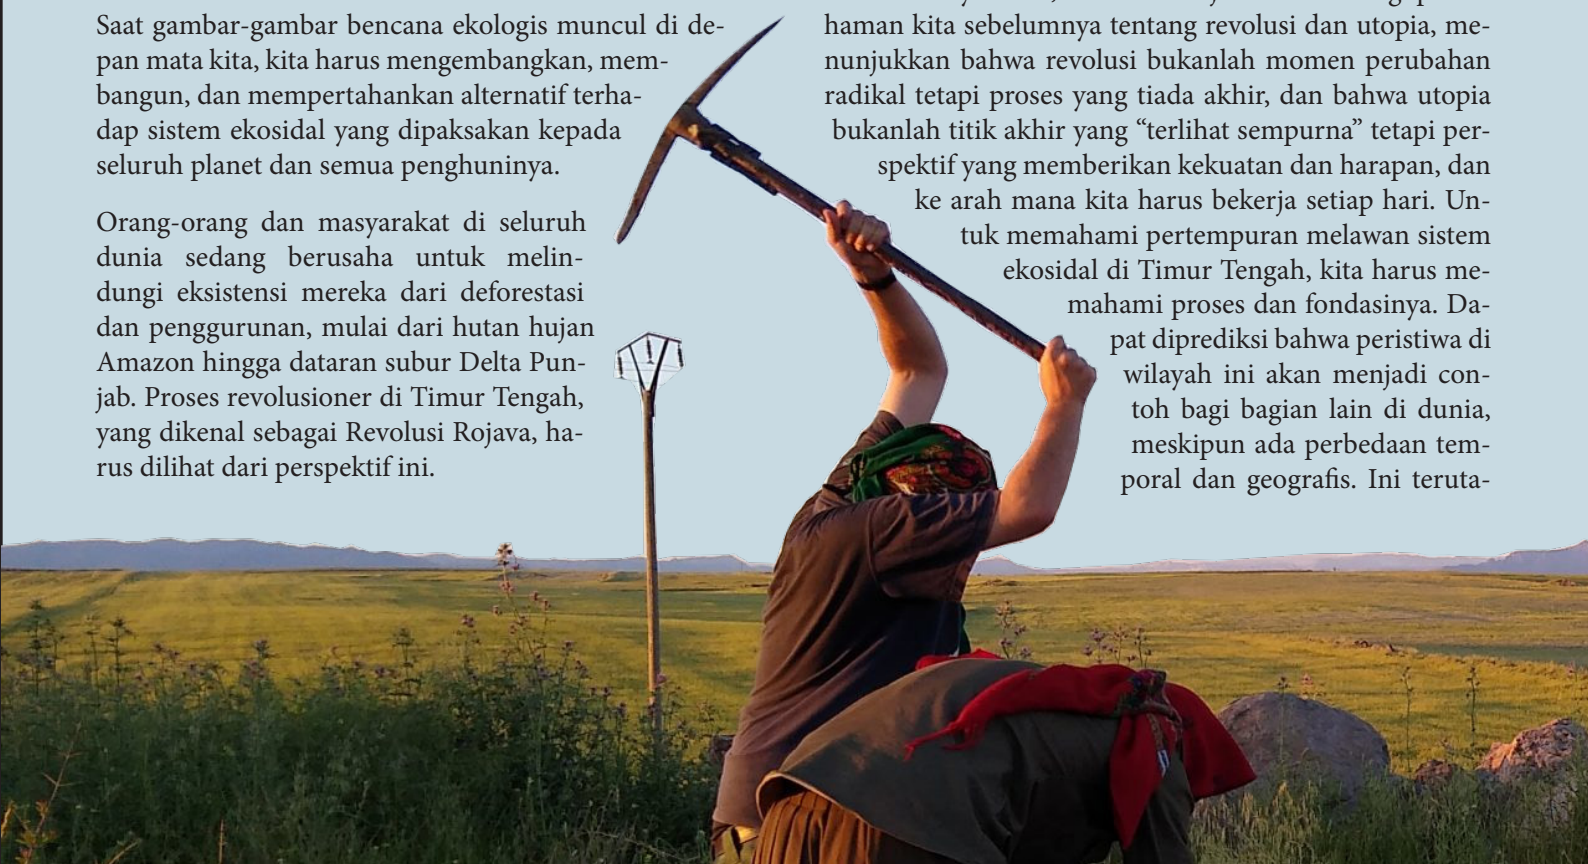 Saat gambar-gambar bencana ekologis muncul di de-
pan mata kita, kita harus mengembangkan, mem-
bangun, dan mempertahankan alternatif terha-
dap sistem ekosidal yang dipaksakan kepada
seluruh planet dan semua penghuninya.
Orang-orang dan masyarakat di seluruh
dunia sedang berusaha untuk melin-
dungi eksistensi mereka dari deforestasi
dan penggurunan, mulai dari hutan hujan
Amazon hingga dataran subur Delta Pun-
jab. Proses revolusioner di Timur Tengah,
yang dikenal sebagai Revolusi Rojava, ha-
rus dilihat dari perspektif ini.
haman kita sebelumnya tentang revolusi dan utopia, me-
nunjukkan bahwa revolusi bukanlah momen perubahan
radikal tetapi proses yang tiada akhir, dan bahwa utopia
bukanlah titik akhir yang “terlihat sempurna” tetapi per-
spektif yang memberikan kekuatan dan harapan, dan
ke arah mana kita harus bekerja setiap hari. Un-
tuk memahami pertempuran melawan sistem
ekosidal di Timur Tengah, kita harus me-
mahami proses dan fondasinya. Da-
pat diprediksi bahwa peristiwa di
wilayah ini akan menjadi con-
toh bagi bagian lain di dunia,
meskipun ada perbedaan tem-
poral dan geografis. Ini teruta-